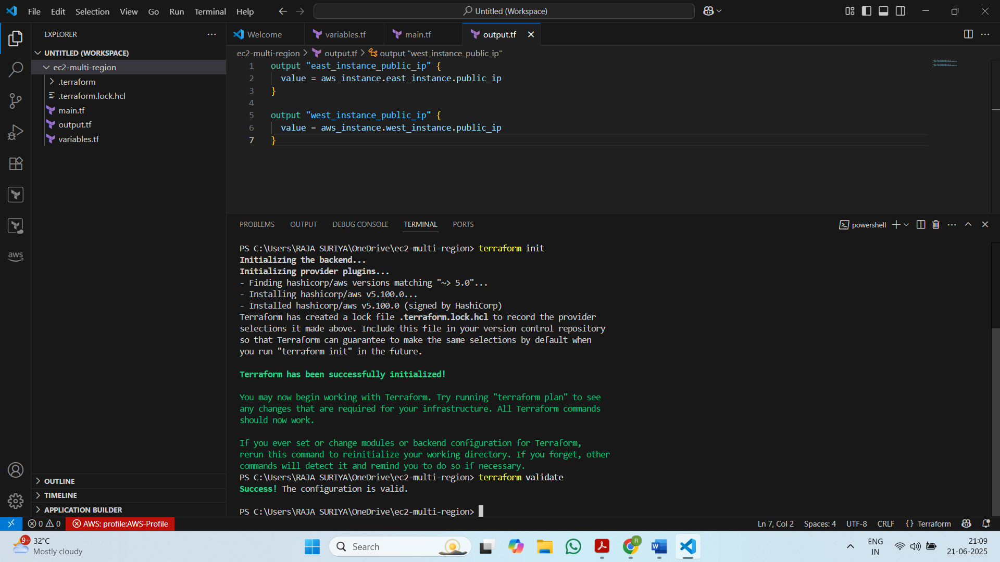 File Edit Selection View Go Run Terminal Help
Untitled (Workspace)
EXPLORER
UNTITLED (WORKSPACE)
ec2-multi-region
.terraform
.terraform.lock.hcl
main.tf
output.tf
variables.tf
OUTLINE
TIMELINE
APPLICATION BUILDER
aws
Welcome variables.tf main.tf output.tf
ec2-multi-region > output.tf > output "west_instance_public_ip"
1 output "east_instance_public_ip" {
2 value = aws_instance.east_instance.public_ip
3 }
4
5 output "west_instance_public_ip" {
6 value = aws_instance.west_instance.public_ip
7 }
PROBLEMS OUTPUT DEBUG CONSOLE TERMINAL PORTS
powershell
PS C:\Users\RAJA SURIYA\OneDrive\ec2-multi-region> terraform init
Initializing the backend...
Initializing provider plugins...
- Finding hashicorp/aws versions matching "~> 5.0"...
- Installing hashicorp/aws v5.100.0...
- Installed hashicorp/aws v5.100.0 (signed by HashiCorp)
Terraform has created a lock file .terraform.lock.hcl to record the provider
selections it made above. Include this file in your version control repository
so that Terraform can guarantee to make the same selections by default when
you run "terraform init" in the future.
Terraform has been successfully initialized!
You may now begin working with Terraform. Try running "terraform plan" to see
any changes that are required for your infrastructure. All Terraform commands
should now work.
If you ever set or change modules or backend configuration for Terraform,
rerun this command to reinitialize your working directory. If you forget, other
commands will detect it and remind you to do so if necessary.
PS C:\Users\RAJA SURIYA\OneDrive\ec2-multi-region> terraform validate
Success! The configuration is valid.
PS C:\Users\RAJA SURIYA\OneDrive\ec2-multi-region>
0 0 AWS: profile:AWS-Profile Ln 7, Col 2 Spaces: 4 UTF-8 CRLF {} Terraform
9+ 32°C
Mostly cloudy
Search
R
W
ENG
IN
21:09
21-06-2025